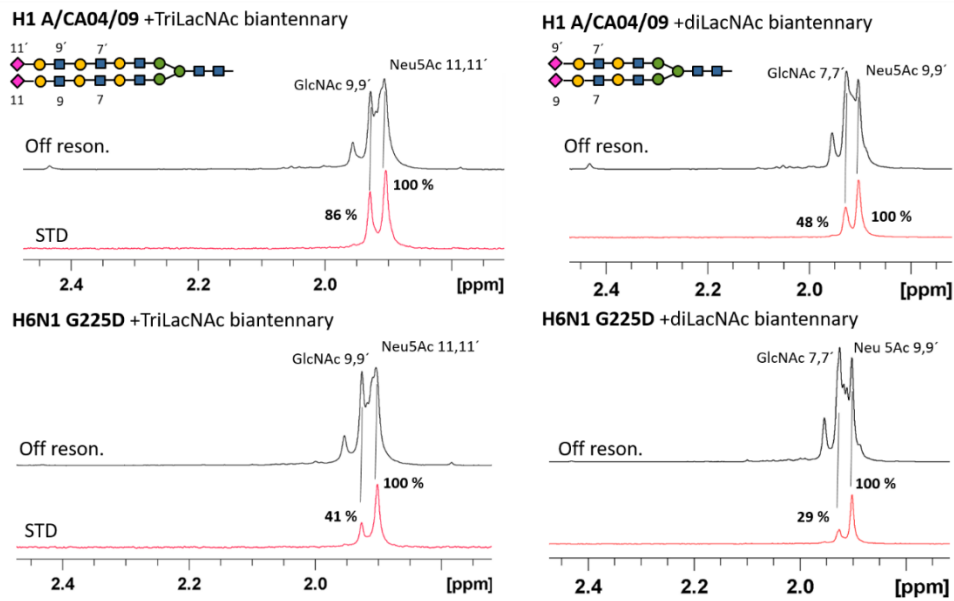 H1 A/CA04/09 +TriLacNAc biantennary
11´ 9´ 7´
11 9 7
GlcNAc 9,9´
Neu5Ac 11,11´
Off reson.
86 %
100 %
STD
2.4 2.2 2.0 [ppm]
H1 A/CA04/09 +diLacNAc biantennary
9´ 7´
9 7
GlcNAc 7,7´
Neu5Ac 9,9´
Off reson.
48 %
100 %
STD
2.4 2.2 2.0 [ppm]
H6N1 G225D +TriLacNAc biantennary
GlcNAc 9,9´
Neu5Ac 11,11´
Off reson.
41 %
100 %
STD
2.4 2.2 2.0 [ppm]
H6N1 G225D +diLacNAc biantennary
GlcNAc 7,7´
Neu 5Ac 9,9´
Off reson.
29 %
100 %
2.4 2.2 2.0 [ppm]